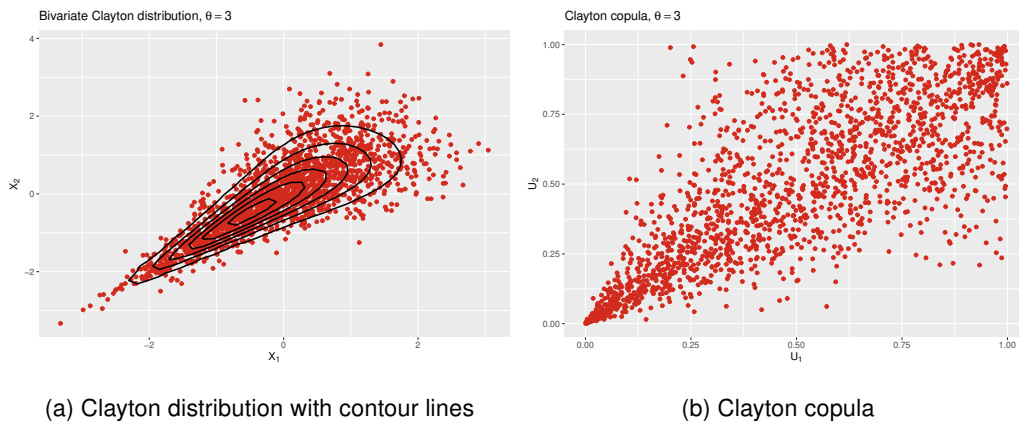 Bivariate Clayton distribution, θ = 3
4
2
0
−2
X2
−2
0
2
X1
(a) Clayton distribution with contour lines
Clayton copula, θ = 3
1.00
0.75
0.50
0.25
0.00
U2
0.00
0.25
0.50
0.75
1.00
U1
(b) Clayton copula